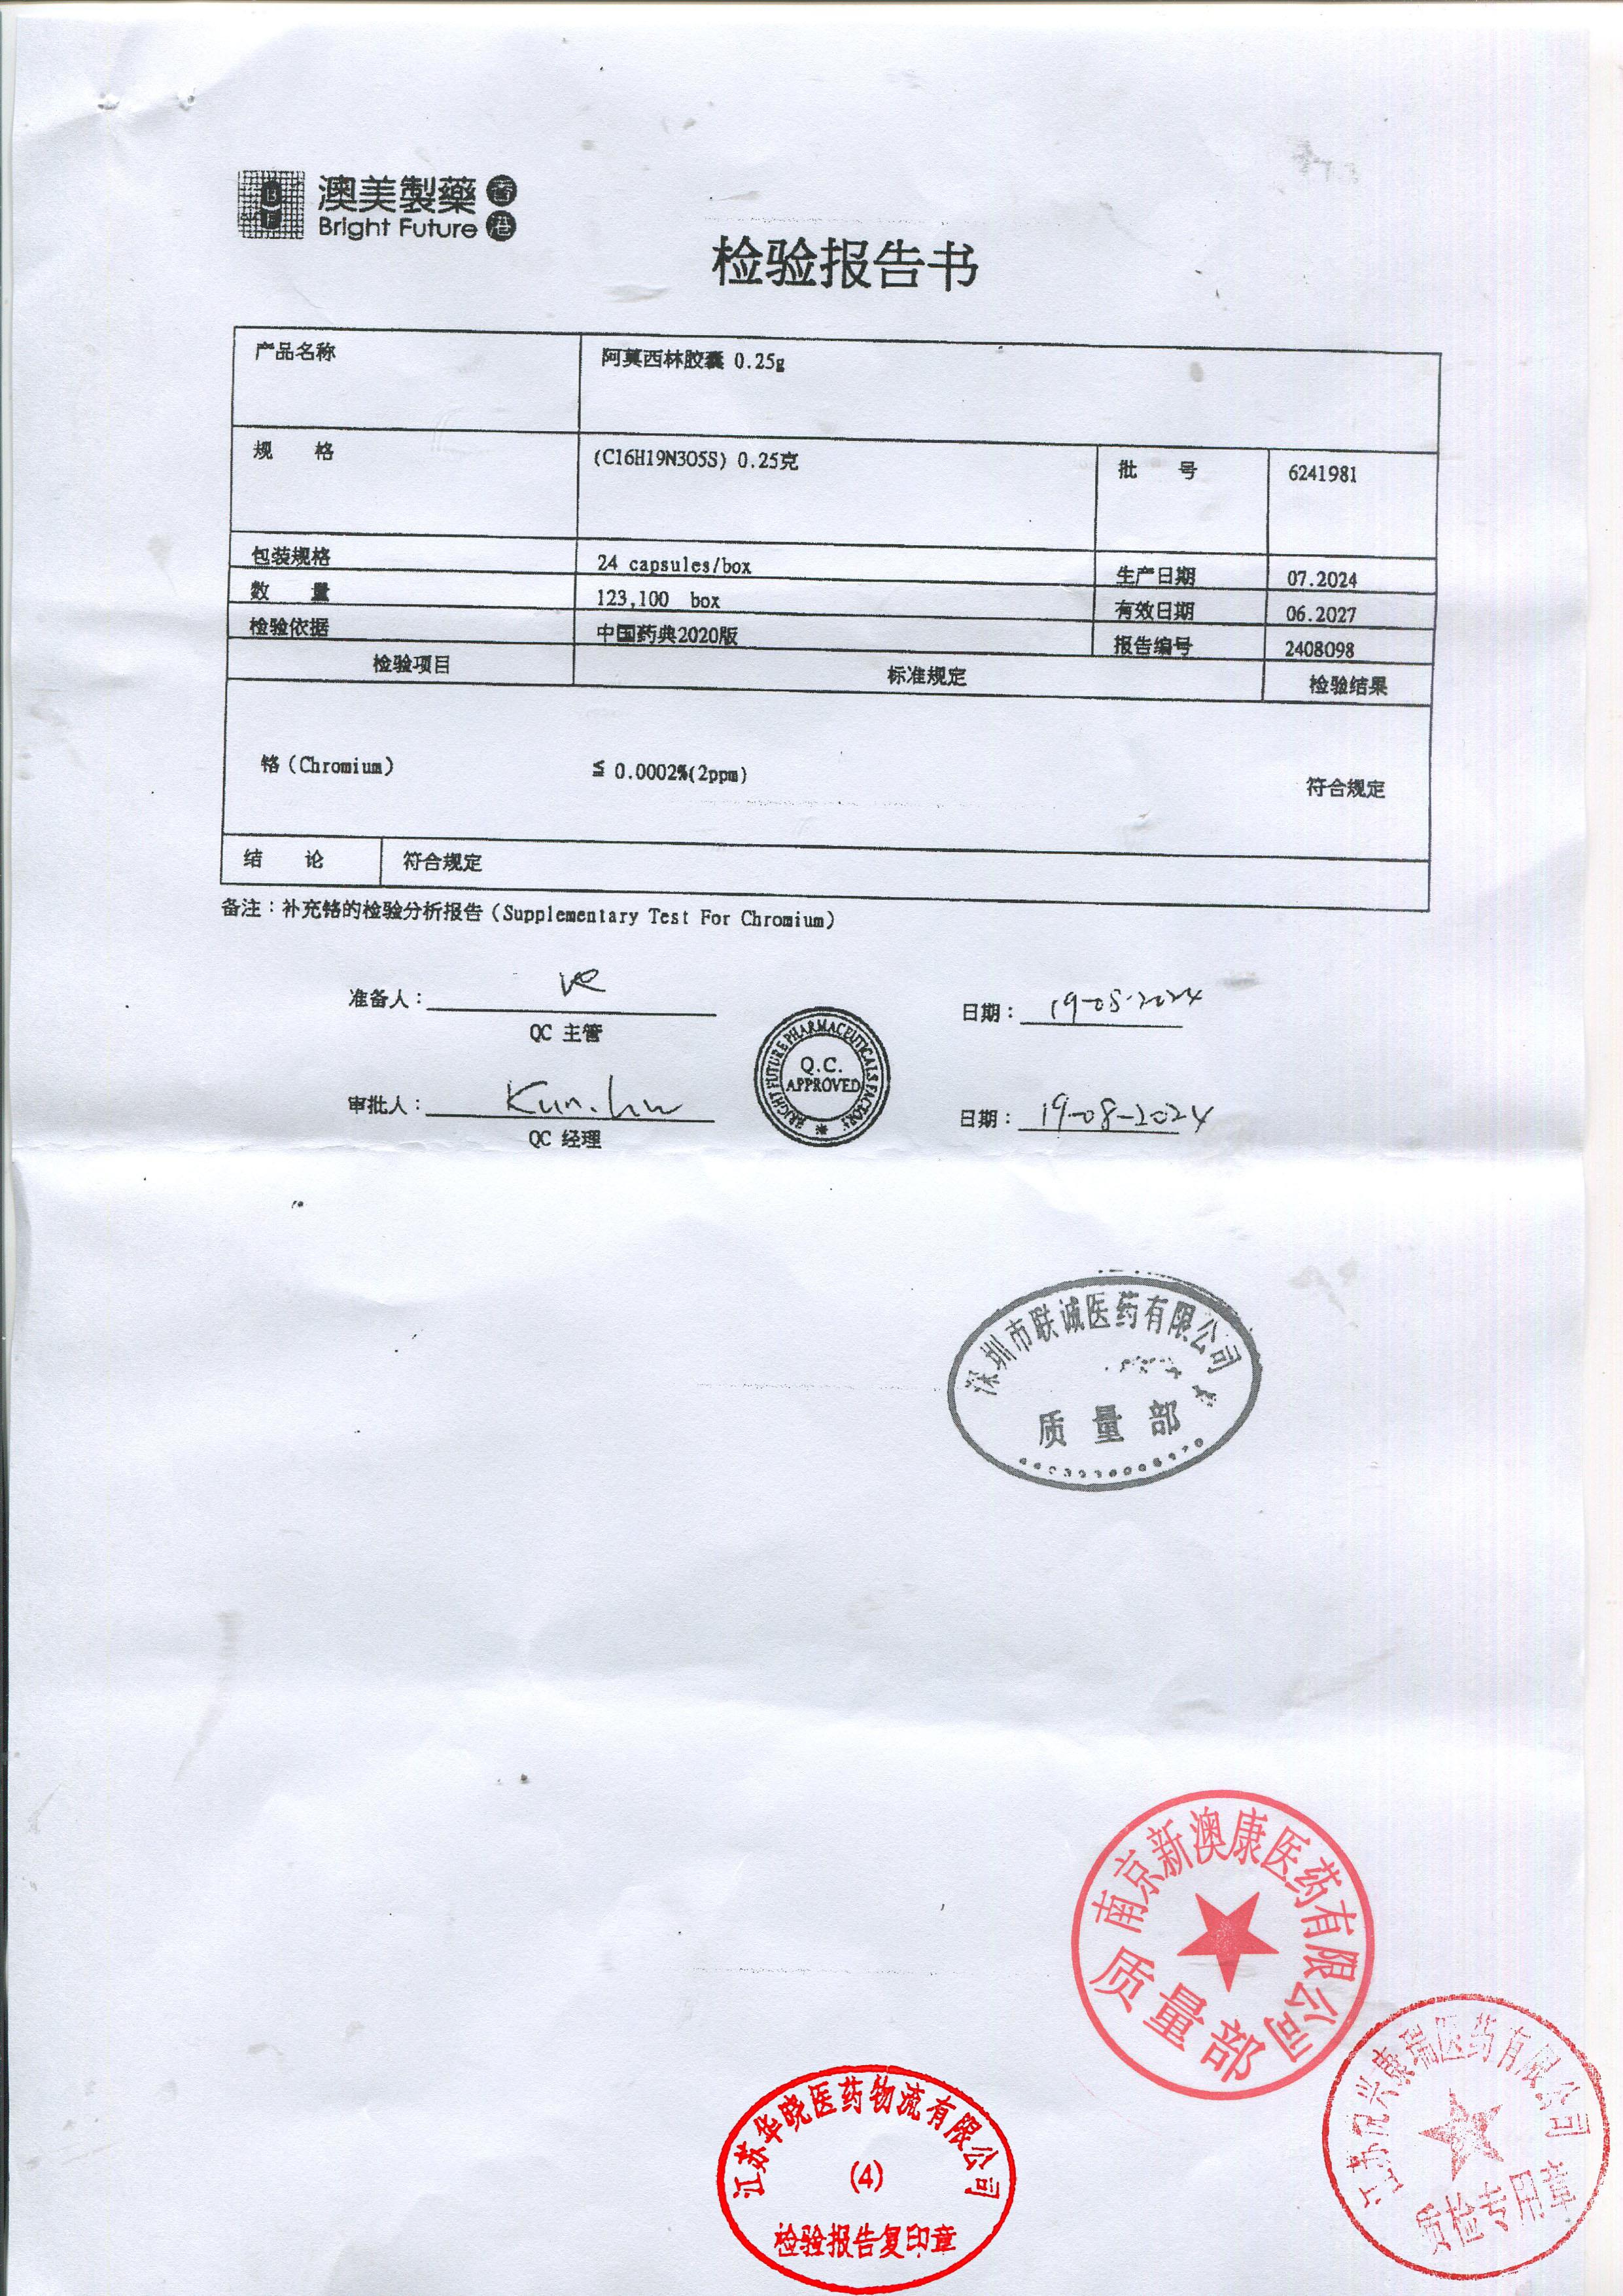 澳美製藥 香港
Bright Future
检验报告书
产品名称 阿莫西林胶囊 0.25g
规 格 (C16H19N3O5S) 0.25克 批 号 6241981
包装规格 24 capsules/box 生产日期 07.2024
数 量 123,100 box 有效日期 06.2027
检验依据 中国药典2020版 报告编号 2408098
检验项目 标准规定 检验结果
铬(Chromium) ≦ 0.0002%(2ppm) 符合规定
结 论 符合规定
备注：补充铬的检验分析报告(Supplementary Test For Chromium)
准备人： 日期： 19-08-2024
QC 主管
BRIGHT FUTURE PHARMACEUTICALS FACTORY
Q.C.
APPROVED
审批人： 日期： 19-08-2024
QC 经理
深圳市联诚医药有限公司
质量部
南京新澳康医药有限公司
质量部
江苏华晓医药物流有限公司
(4)
检验报告复印章
康瑞医药有限公司
质检专用章